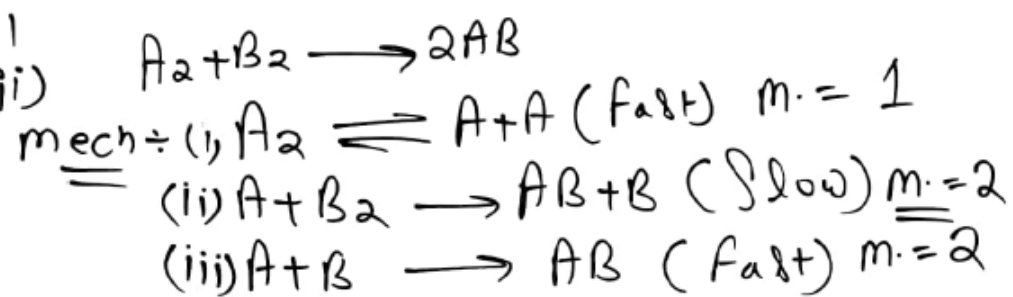 ii) A2+B2 ⟶ 2AB
mech÷ (i) A2 ⇌ A+A (fast) m.= 1
(ii) A+B2 ⟶ AB+B (Slow) m.=2
(iii) A+B ⟶ AB (fast) m.=2